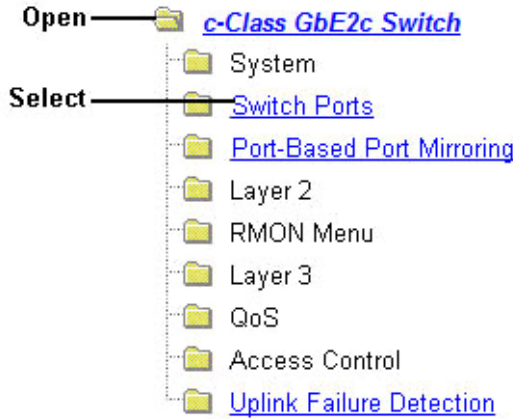 Open c-Class GbE2c Switch
System
Select Switch Ports
Port-Based Port Mirroring
Layer 2
RMON Menu
Layer 3
QoS
Access Control
Uplink Failure Detection